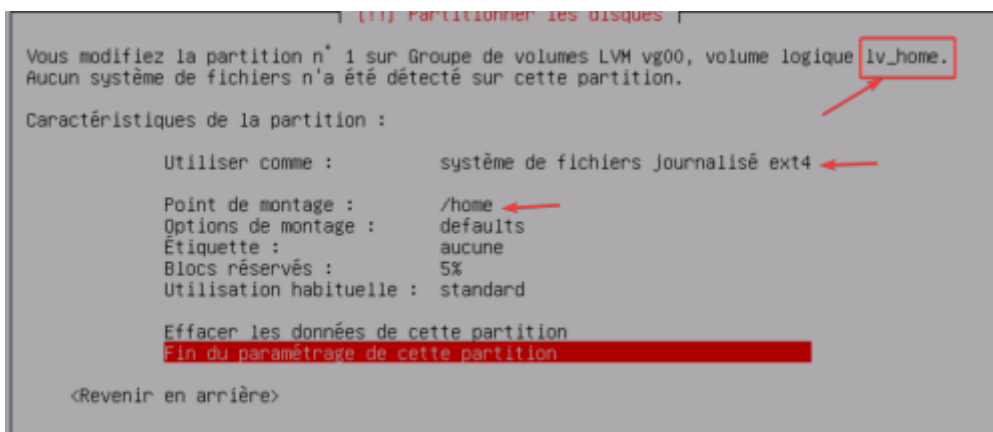 [!!] Partitionner les disques
Vous modifiez la partition n° 1 sur Groupe de volumes LVM vg00, volume logique lv_home.
Aucun système de fichiers n'a été détecté sur cette partition.
Caractéristiques de la partition :
Utiliser comme : système de fichiers journalisé ext4
Point de montage : /home
Options de montage : defaults
Étiquette : aucune
Blocs réservés : 5%
Utilisation habituelle : standard
Effacer les données de cette partition
Fin du paramétrage de cette partition
<Revenir en arrière>